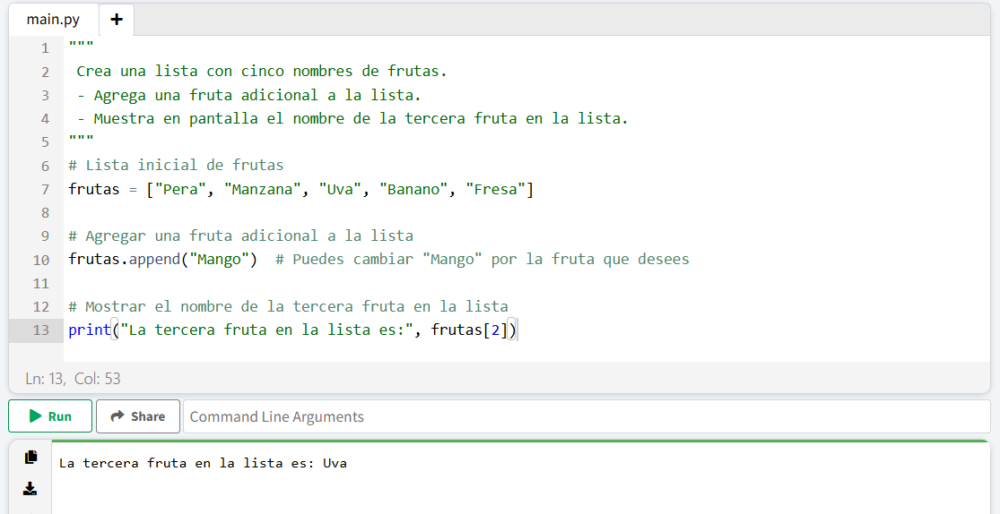 main.py +
1 """
2 Crea una lista con cinco nombres de frutas.
3 - Agrega una fruta adicional a la lista.
4 - Muestra en pantalla el nombre de la tercera fruta en la lista.
5 """
6 # Lista inicial de frutas
7 frutas = ["Pera", "Manzana", "Uva", "Banano", "Fresa"]
8
9 # Agregar una fruta adicional a la lista
10 frutas.append("Mango")  # Puedes cambiar "Mango" por la fruta que desees
11
12 # Mostrar el nombre de la tercera fruta en la lista
13 print("La tercera fruta en la lista es:", frutas[2])
Ln: 13, Col: 53
Run Share Command Line Arguments
La tercera fruta en la lista es: Uva